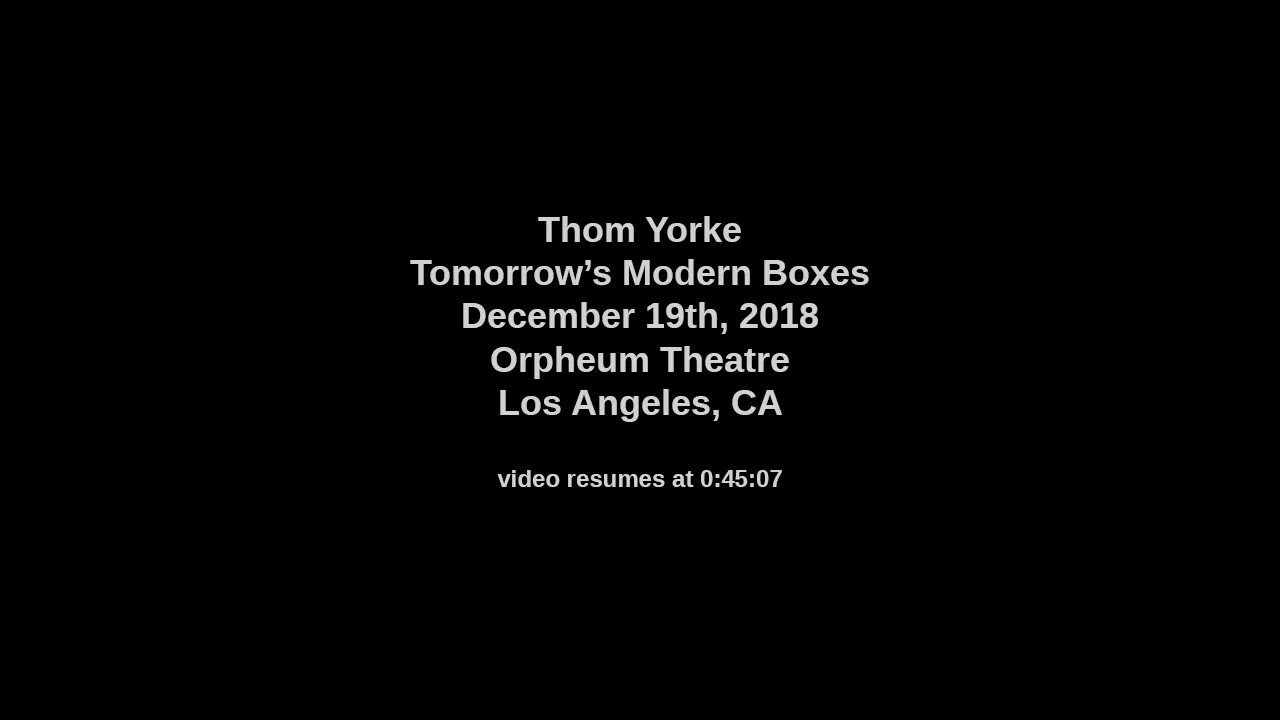 Thom Yorke
Tomorrow’s Modern Boxes
December 19th, 2018
Orpheum Theatre
Los Angeles, CA
video resumes at 0:45:07